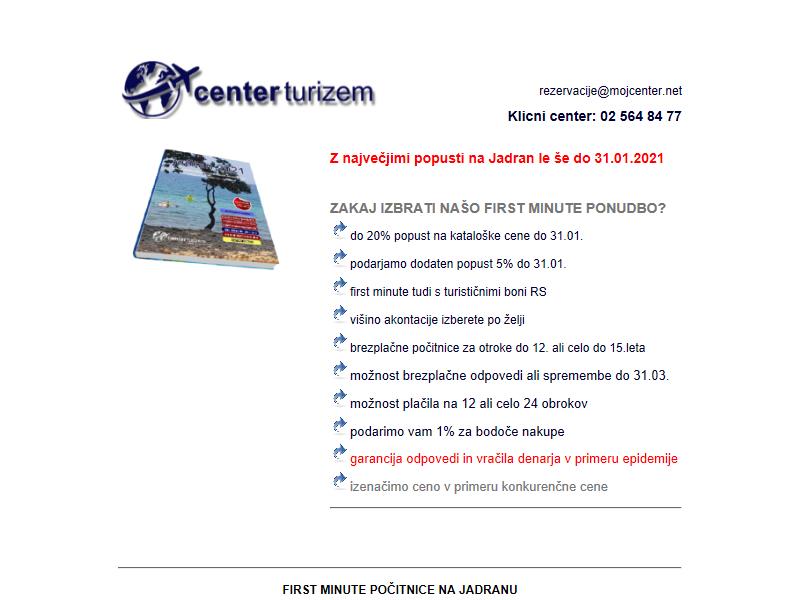 centerturizem
rezervacije@mojcenter.net
Klicni center: 02 564 84 77
Z največjimi popusti na Jadran le še do 31.01.2021
ZAKAJ IZBRATI NAŠO FIRST MINUTE PONUDBO?
do 20% popust na kataloške cene do 31.01.
podarjamo dodaten popust 5% do 31.01.
first minute tudi s turističnimi boni RS
višino akontacije izberete po želji
brezplačne počitnice za otroke do 12. ali celo do 15.leta
možnost brezplačne odpovedi ali spremembe do 31.03.
možnost plačila na 12 ali celo 24 obrokov
podarimo vam 1% za bodoče nakupe
garancija odpovedi in vračila denarja v primeru epidemije
izenačimo ceno v primeru konkurenčne cene
FIRST MINUTE POČITNICE NA JADRANU